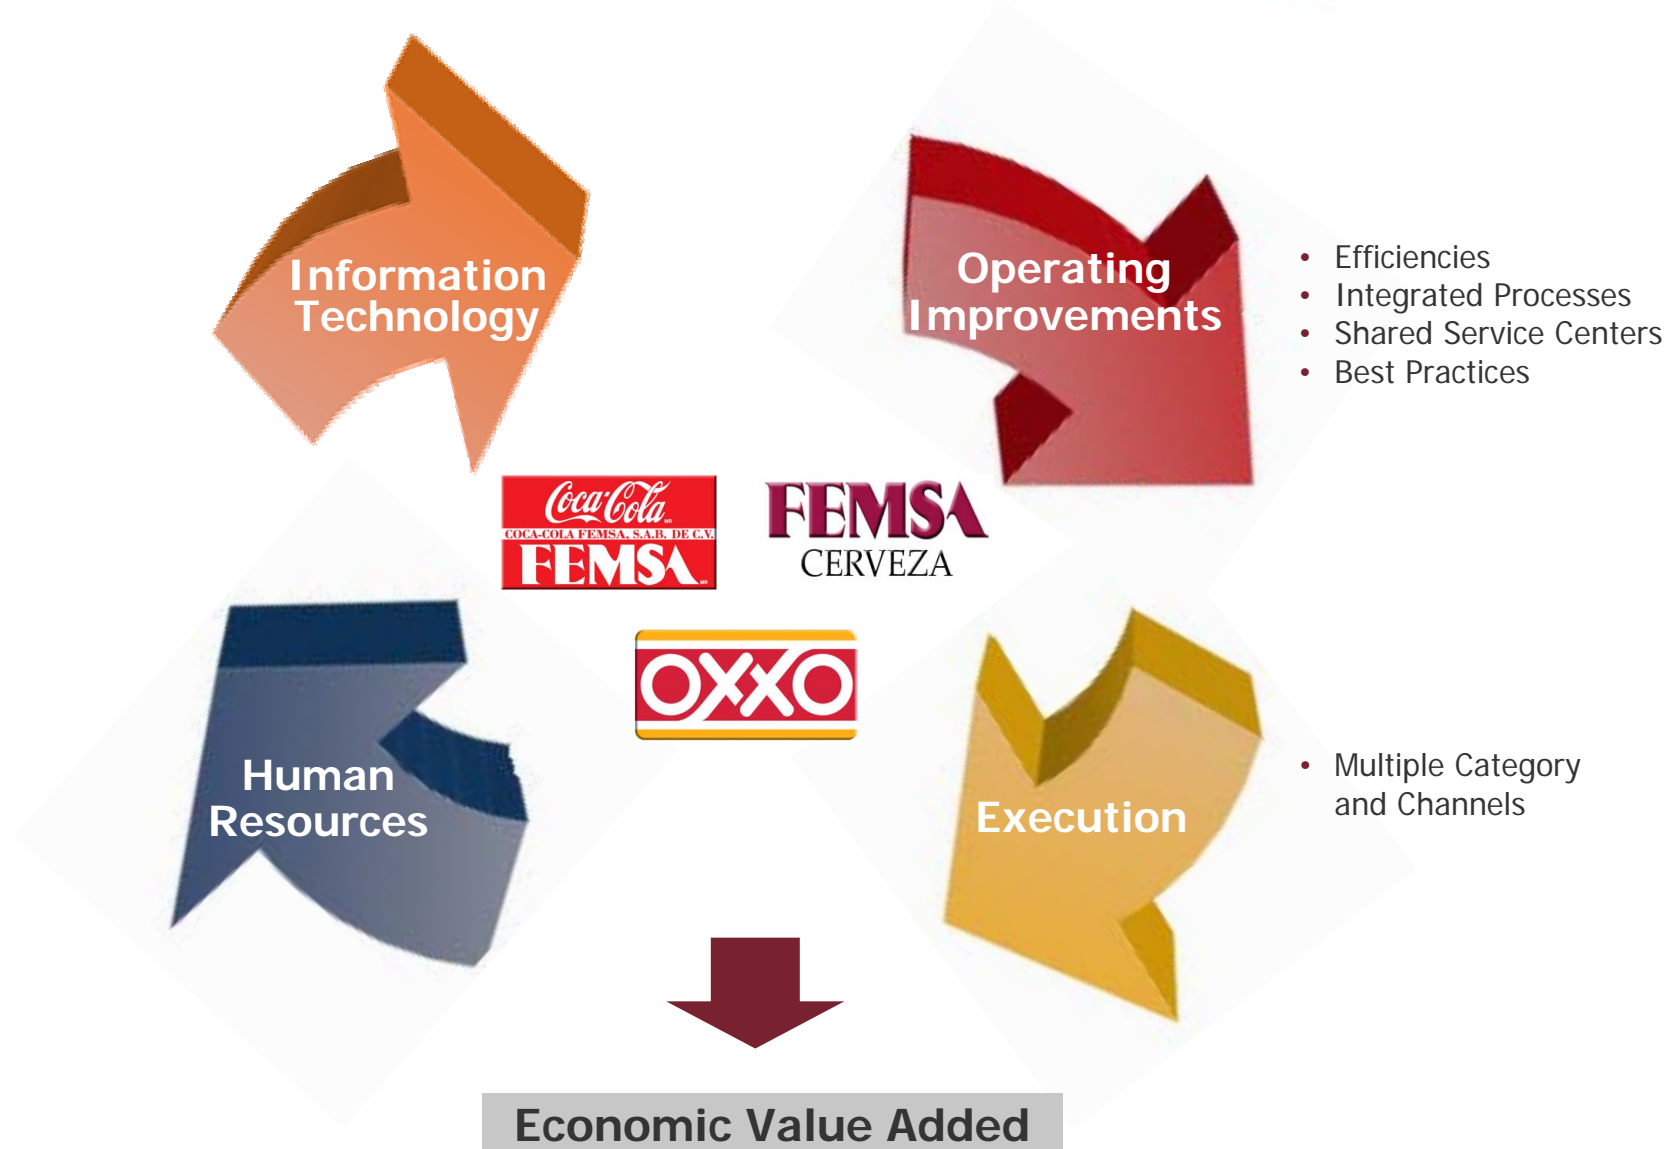 Information
Technology
Operating
Improvements
• Efficiencies
• Integrated Processes
• Shared Service Centers
• Best Practices
Coca-Cola
COCA-COLA FEMSA, S.A.B. DE C.V.
FEMSA
FEMSA
CERVEZA
OXXO
Human
Resources
Execution
• Multiple Category
and Channels
Economic Value Added